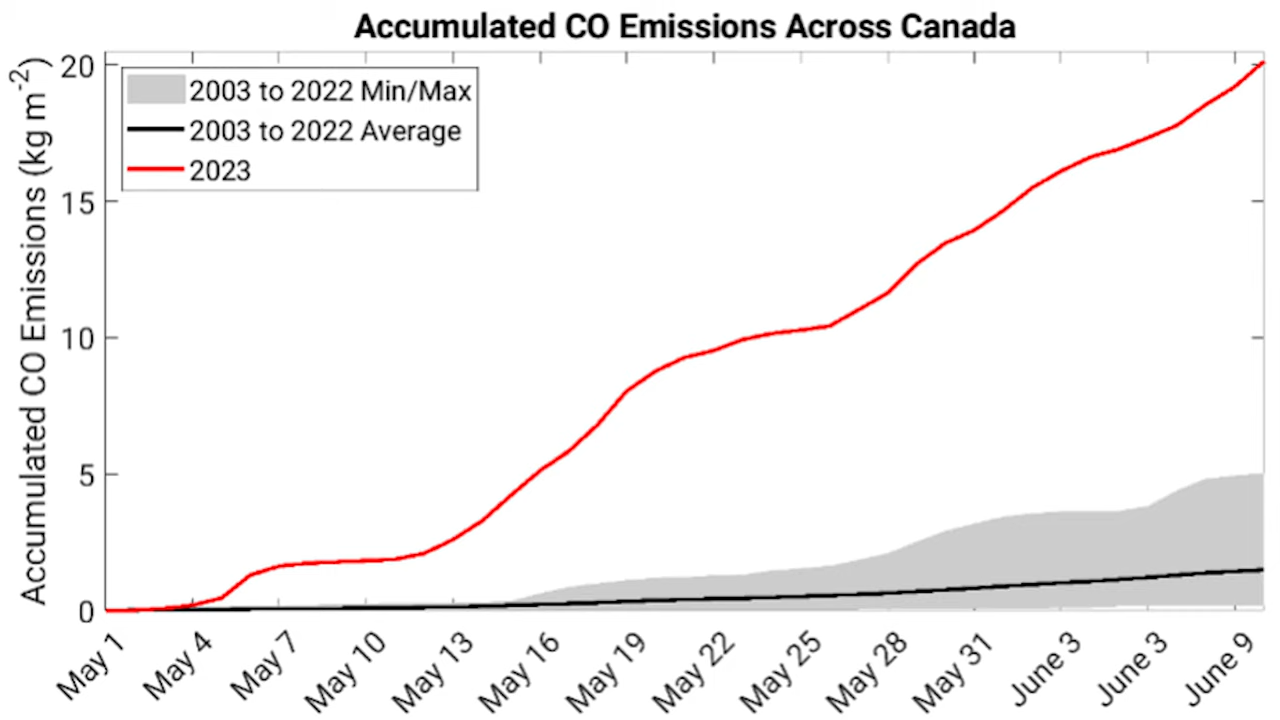 Accumulated CO Emissions Across Canada
Accumulated CO Emissions (kg m⁻²)
20
15
10
5
0
2003 to 2022 Min/Max
2003 to 2022 Average
2023
May 1
May 4
May 7
May 10
May 13
May 16
May 19
May 22
May 25
May 28
May 31
June 3
June 3
June 9